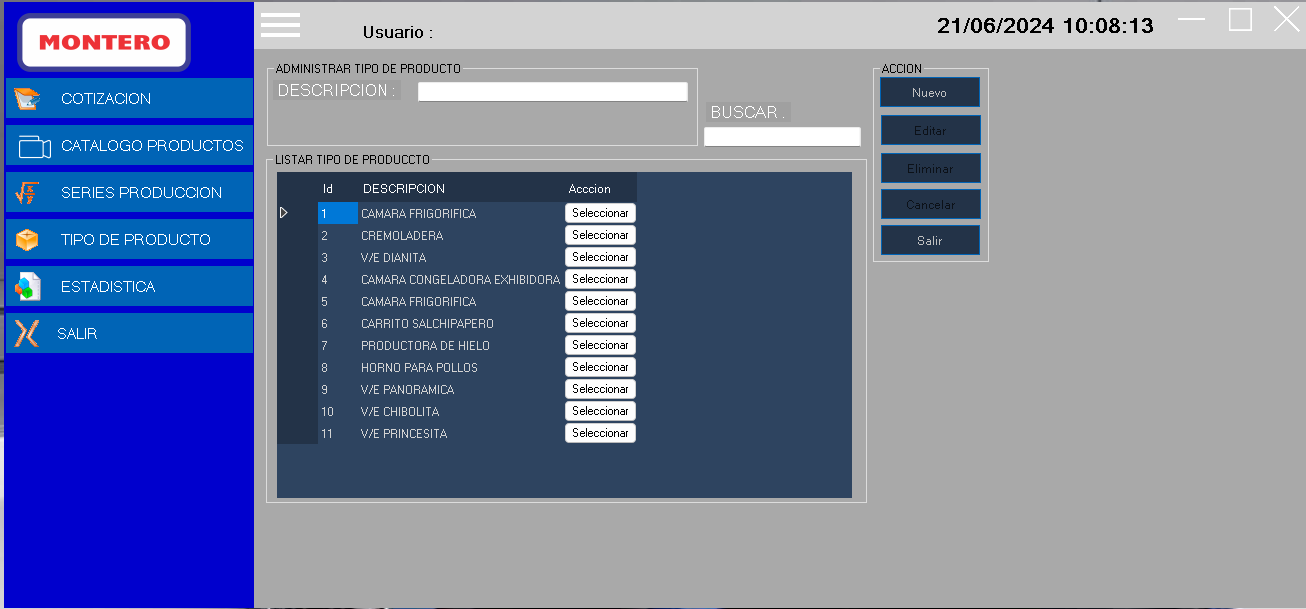 MONTERO
COTIZACION
CATALOGO PRODUCTOS
SERIES PRODUCCION
TIPO DE PRODUCTO
ESTADISTICA
SALIR
Usuario :
21/06/2024 10:08:13
ADMINISTRAR TIPO DE PRODUCTO
DESCRIPCION :
BUSCAR :
ACCION
Nuevo
Editar
Eliminar
Cancelar
Salir
LISTAR TIPO DE PRODUCCTO
Id DESCRIPCION Acccion
1 CAMARA FRIGORIFICA Seleccionar
2 CREMOLADERA Seleccionar
3 V/E DIANITA Seleccionar
4 CAMARA CONGELADORA EXHIBIDORA Seleccionar
5 CAMARA FRIGORIFICA Seleccionar
6 CARRITO SALCHIPAPERO Seleccionar
7 PRODUCTORA DE HIELO Seleccionar
8 HORNO PARA POLLOS Seleccionar
9 V/E PANORAMICA Seleccionar
10 V/E CHIBOLITA Seleccionar
11 V/E PRINCESITA Seleccionar